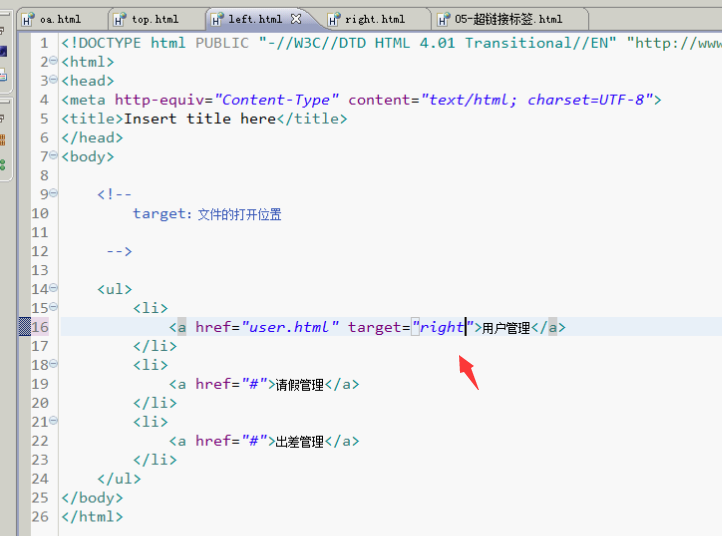 oa.html top.html left.html right.html 05-超链接标签.html
1 <!DOCTYPE html PUBLIC "-//W3C//DTD HTML 4.01 Transitional//EN" "http://www
2 <html>
3 <head>
4 <meta http-equiv="Content-Type" content="text/html; charset=UTF-8">
5 <title>Insert title here</title>
6 </head>
7 <body>
8
9 <!--
10 target: 文件的打开位置
11
12 -->
13
14 <ul>
15 <li>
16 <a href="user.html" target="right">用户管理</a>
17 </li>
18 <li>
19 <a href="#">请假管理</a>
20 </li>
21 <li>
22 <a href="#">出差管理</a>
23 </li>
24 </ul>
25 </body>
26 </html>